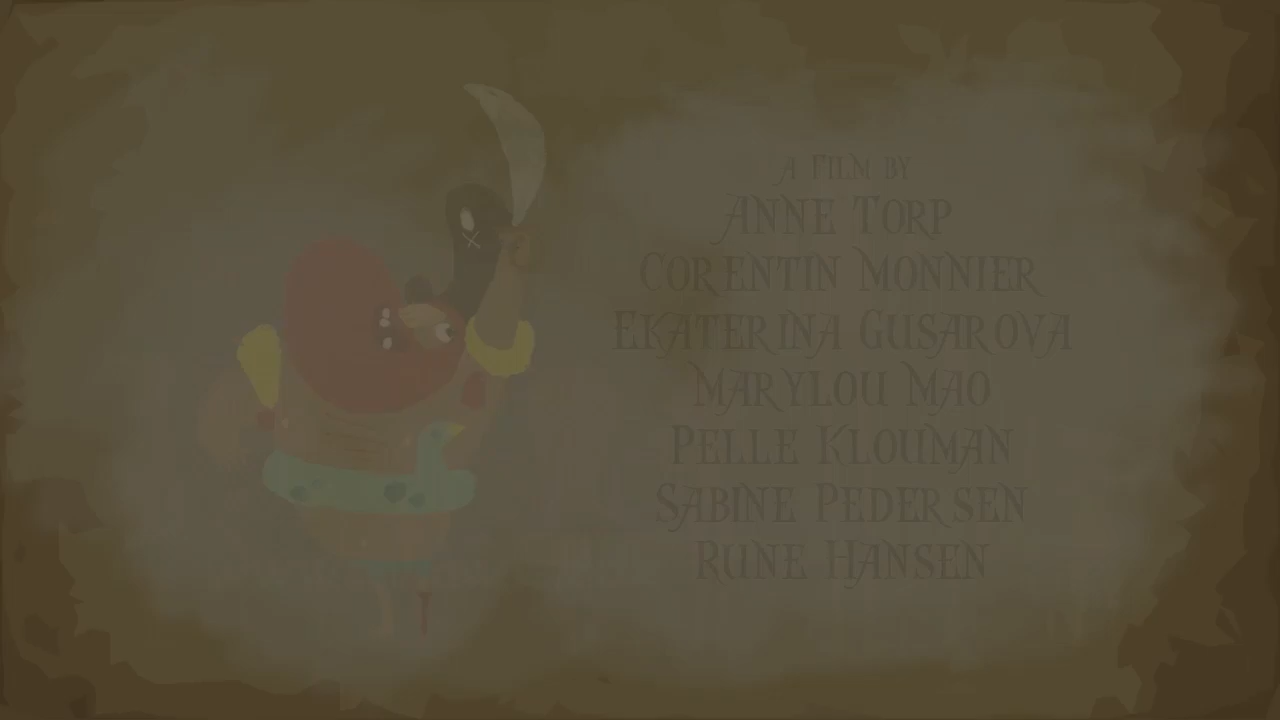 A FILM BY
ANNE TORP
CORENTIN MONNIER
EKATERINA GUSAROVA
MARYLOU MAO
PELLE KLOUMAN
SABINE PEDERSEN
RUNE HANSEN